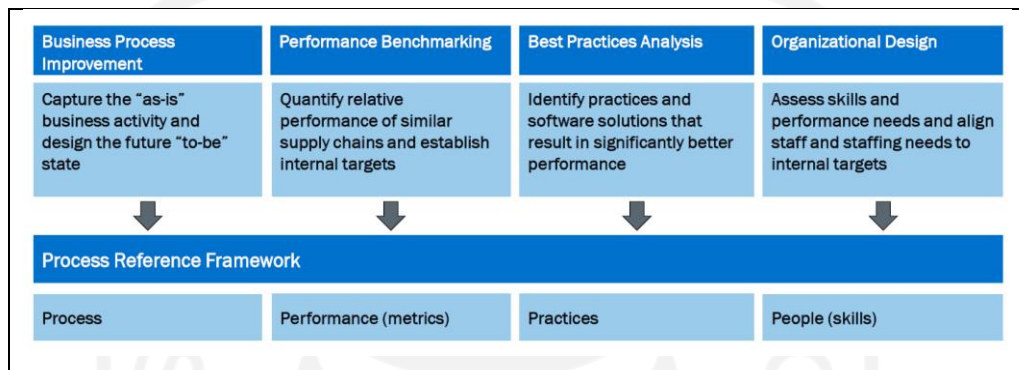 Business Process
Improvement
Performance Benchmarking
Best Practices Analysis
Organizational Design
Capture the “as-is”
business activity and
design the future “to-be”
state
Quantify relative
performance of similar
supply chains and establish
internal targets
Identify practices and
software solutions that
result in significantly better
performance
Assess skills and
performance needs and align
staff and staffing needs to
internal targets
Process Reference Framework
Process
Performance (metrics)
Practices
People (skills)